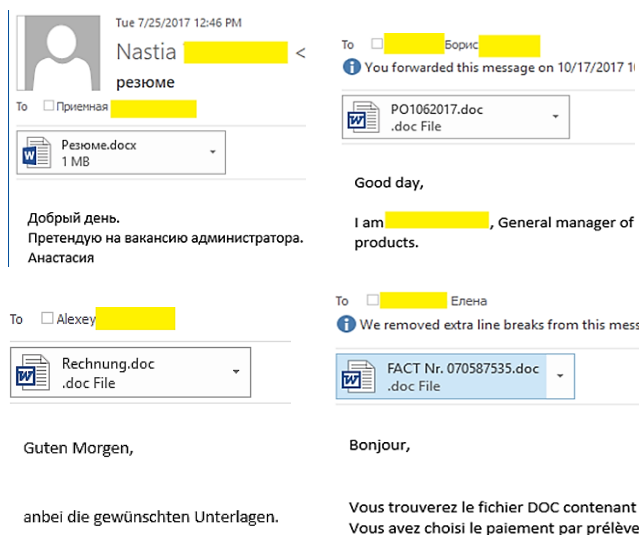 Tue 7/25/2017 12:46 PM
Nastia <
резюме
To Приемная
Резюме.docx
1 MB
Добрый день.
Претендую на вакансию администратора.
Анастасия
To Борис
You forwarded this message on 10/17/2017
PO1062017.doc
.doc File
Good day,
I am , General manager of
products.
To Alexey
Rechnung.doc
.doc File
Guten Morgen,
anbei die gewünschten Unterlagen.
To Елена
We removed extra line breaks from this mess
FACT Nr. 070587535.doc
.doc File
Bonjour,
Vous trouverez le fichier DOC contenant
Vous avez choisi le paiement par prélève